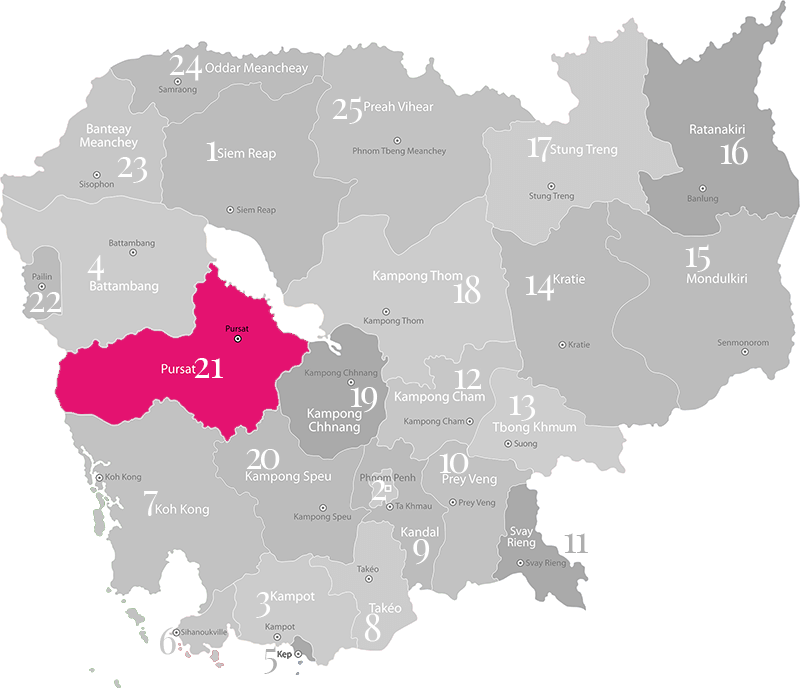 24 Oddar Meancheay
Samraong
25 Preah Vihear
Phnom Tbeng Meanchey
Banteay
Meanchey
23
Sisophon
1 Siem Reap
Siem Reap
17 Stung Treng
Stung Treng
Ratanakiri
16
Banlung
Battambang
4
Battambang
Pailin
22
Kampong Thom
18
Kampong Thom
14 Kratie
Kratie
15
Mondulkiri
Senmonorom
Pursat
Pursat 21
Kampong Chhnang
19
Kampong
Chhnang
12
Kampong Cham
Kampong Cham
13
Tbong Khmum
Suong
20
Kampong Speu
Kampong Speu
Phnom Penh
2
Ta Khmau
10
Prey Veng
Prey Veng
Koh Kong
7 Koh Kong
Kandal
9
Svay
Rieng
11
Svay Rieng
Takéo
Takéo
8
3 Kampot
Kampot
6
Sihanoukville
5
Kep